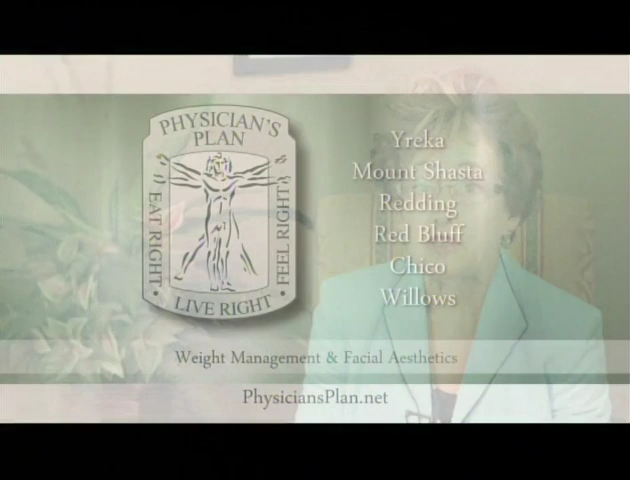 PHYSICIAN'S
PLAN
EAT RIGHT • LIVE RIGHT • FEEL RIGHT
Yreka
Mount Shasta
Redding
Red Bluff
Chico
Willows
Weight Management & Facial Aesthetics
PhysiciansPlan.net